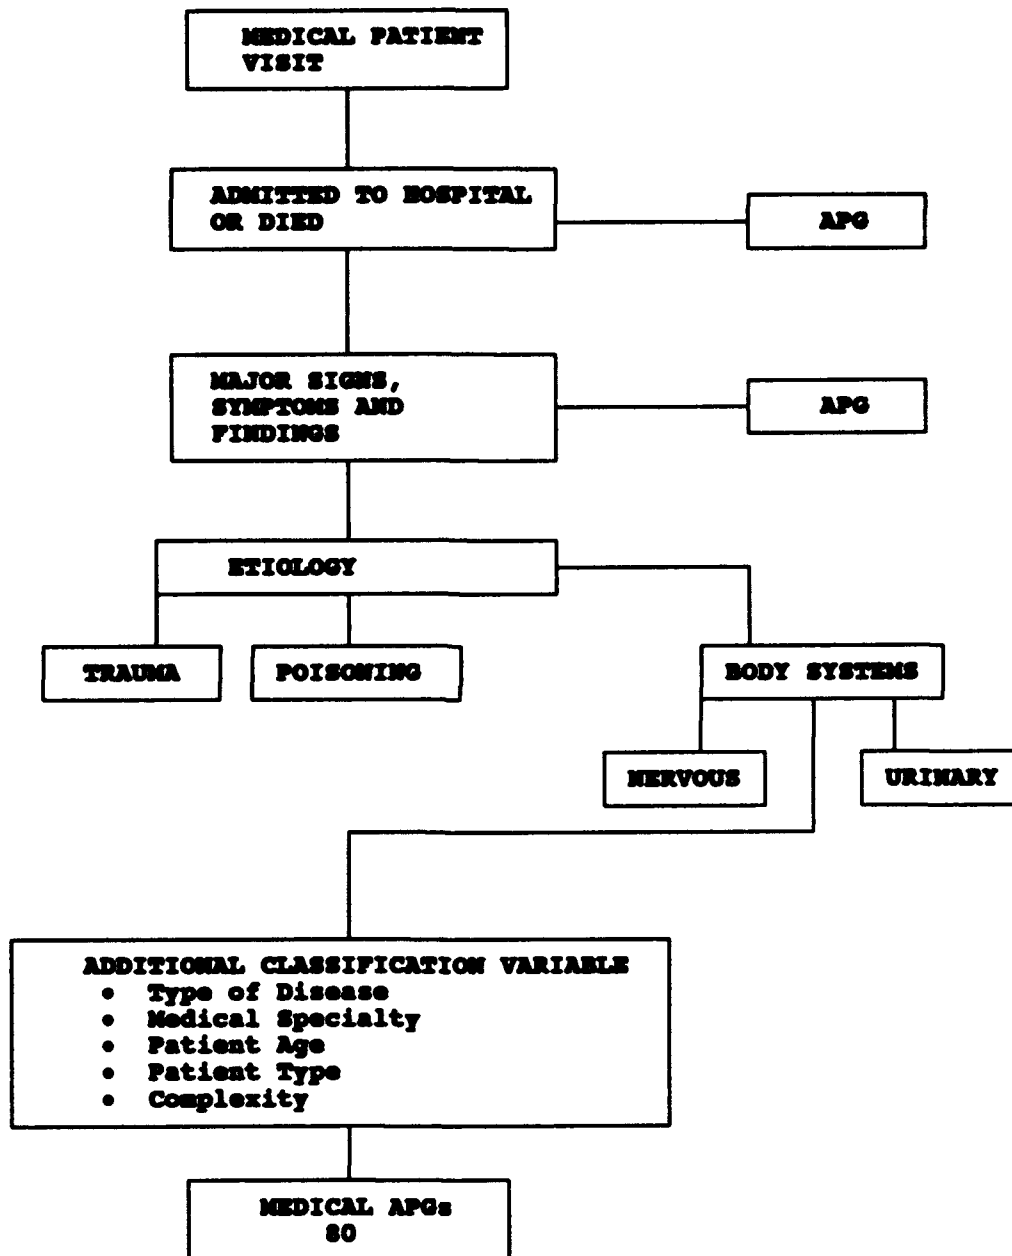 MEDICAL PATIENT
VISIT
ADMITTED TO HOSPITAL
OR DIED
APG
MAJOR SIGNS,
SYMPTOMS AND
FINDINGS
APG
ETIOLOGY
TRAUMA
POISONING
BODY SYSTEMS
NERVOUS
URINARY
ADDITIONAL CLASSIFICATION VARIABLE
• Type of Disease
• Medical Specialty
• Patient Age
• Patient Type
• Complexity
MEDICAL APGs
80